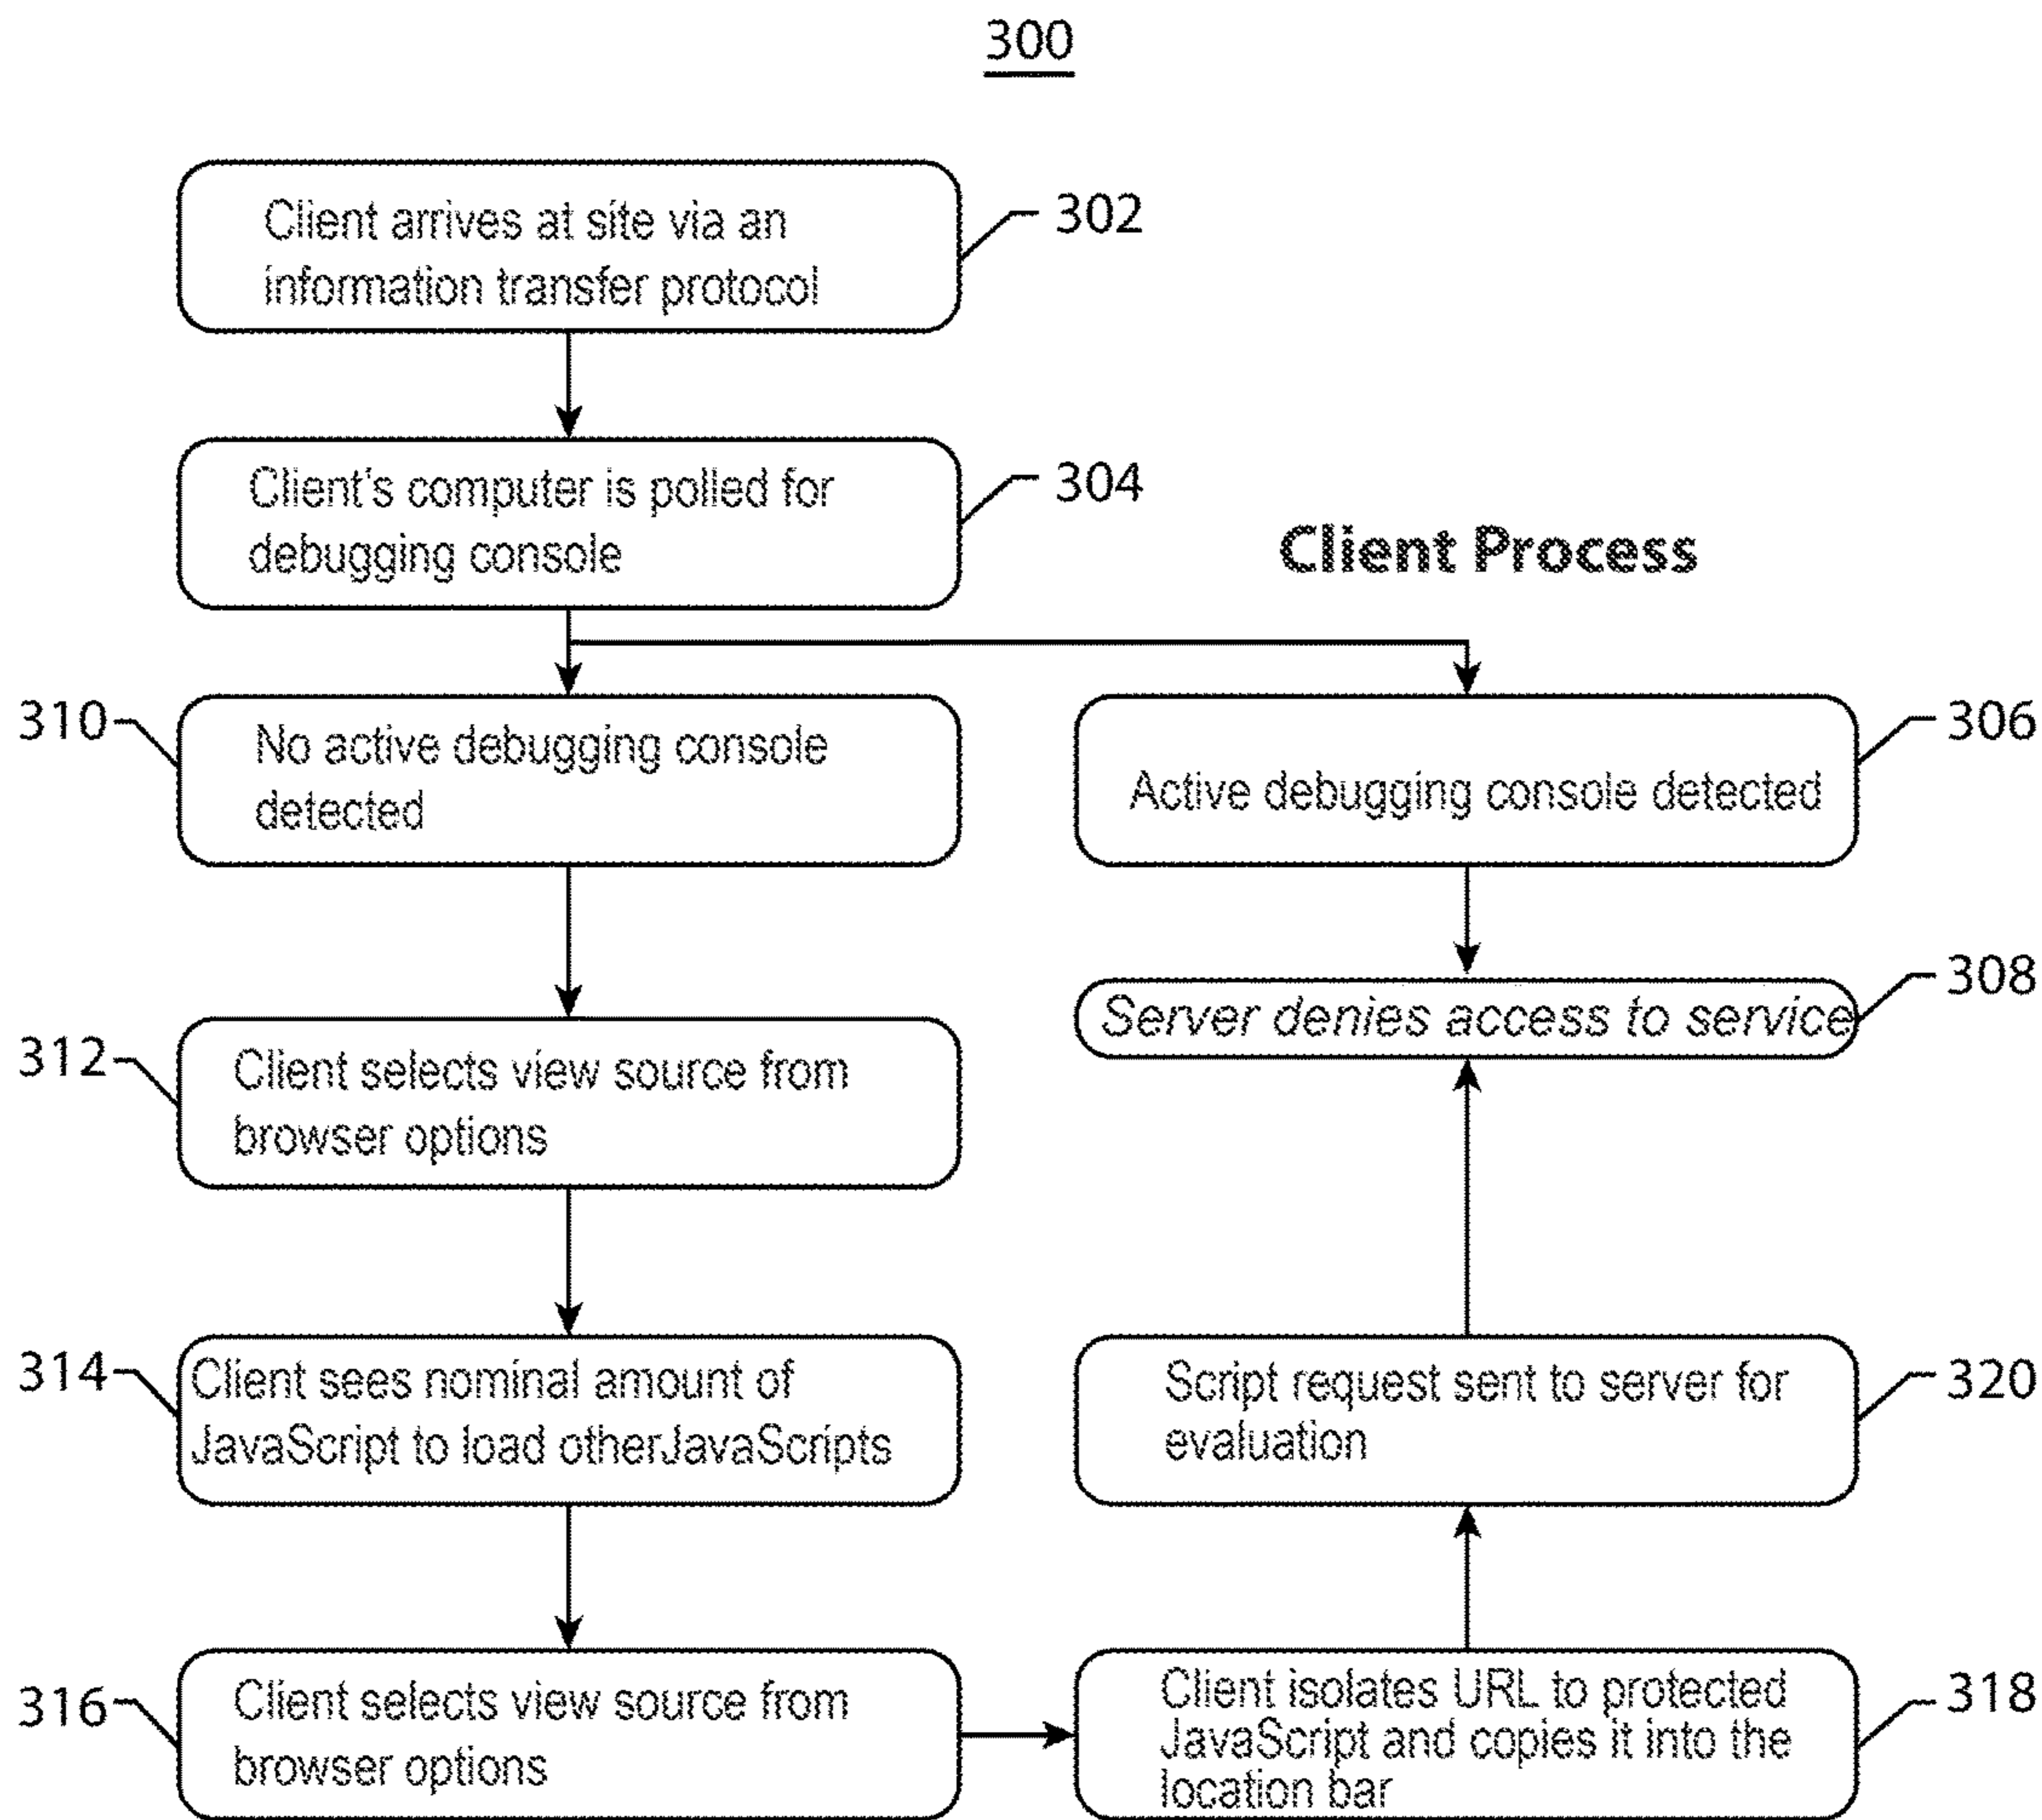 300
Client arrives at site via an
information transfer protocol
302
Client's computer is polled for
debugging console
304
Client Process
310
No active debugging console
detected
306
Active debugging console detected
308
Server denies access to service
312
Client selects view source from
browser options
314
Client sees nominal amount of
JavaScript to load otherJavaScripts
320
Script request sent to server for
evaluation
316
Client selects view source from
browser options
318
Client isolates URL to protected
JavaScript and copies it into the
location bar